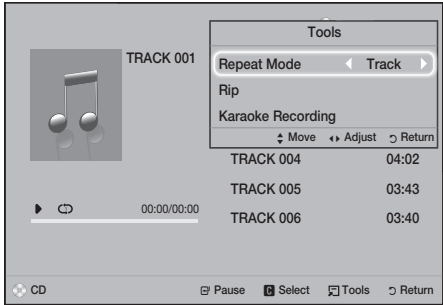 Tools
TRACK 001
Repeat Mode Track
Rip
Karaoke Recording
Move Adjust Return
TRACK 004 04:02
TRACK 005 03:43
00:00/00:00
TRACK 006 03:40
CD Pause C Select Tools Return